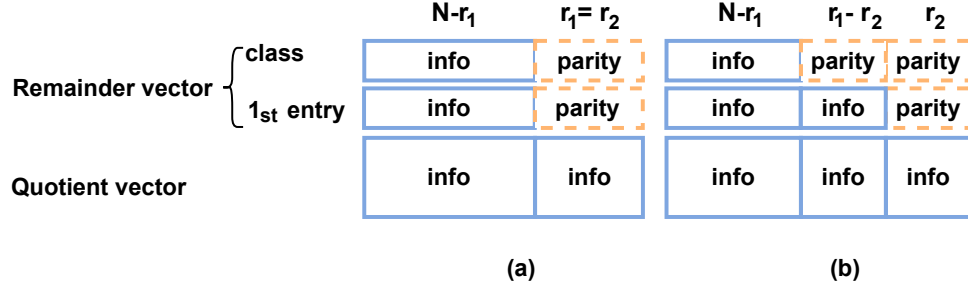 N-r1 r1= r2 N-r1 r1- r2 r2
class info parity info parity parity
Remainder vector
1st entry info parity info info parity
Quotient vector info info info info info
(a) (b)